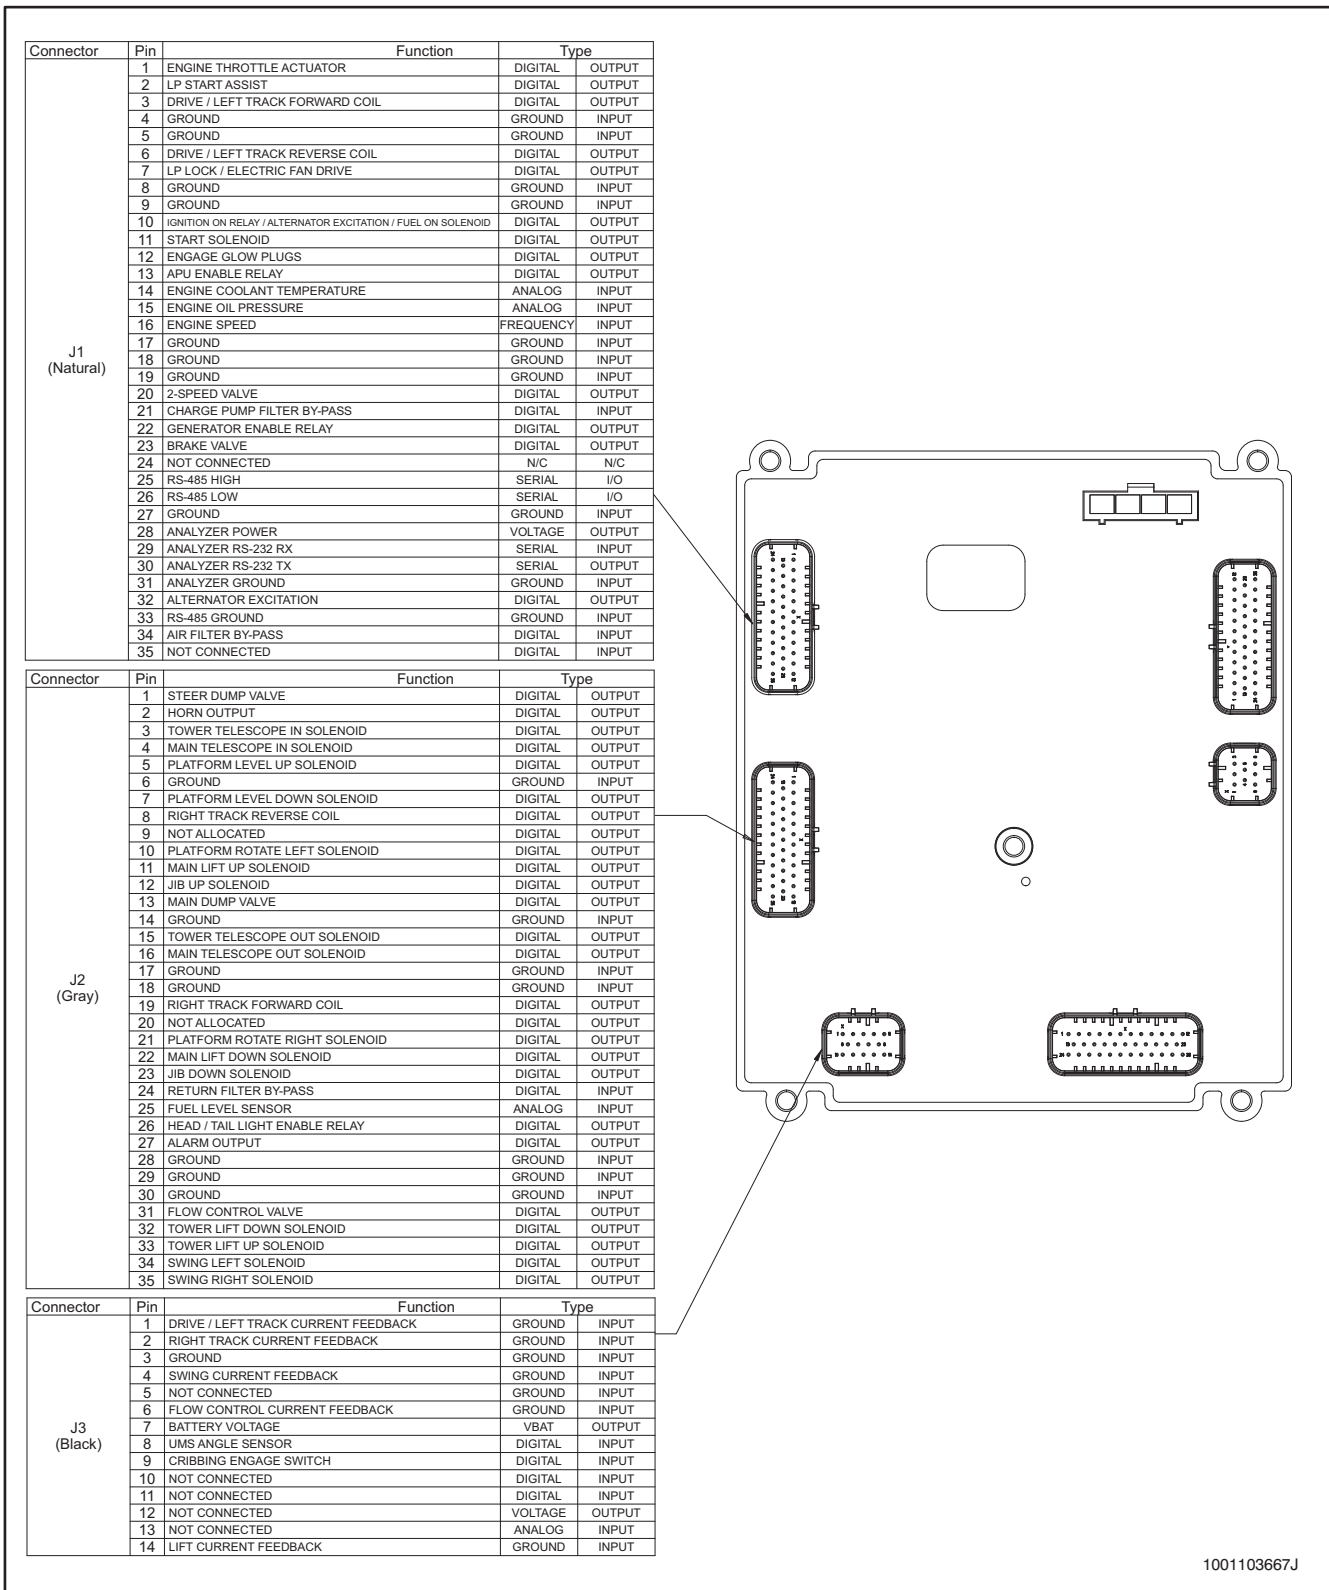 Connector Pin Function Type
J1
(Natural)
1 ENGINE THROTTLE ACTUATOR DIGITAL OUTPUT
2 LP START ASSIST DIGITAL OUTPUT
3 DRIVE / LEFT TRACK FORWARD COIL DIGITAL OUTPUT
4 GROUND GROUND INPUT
5 GROUND GROUND INPUT
6 DRIVE / LEFT TRACK REVERSE COIL DIGITAL OUTPUT
7 LP LOCK / ELECTRIC FAN DRIVE DIGITAL OUTPUT
8 GROUND GROUND INPUT
9 GROUND GROUND INPUT
10 IGNITION ON RELAY / ALTERNATOR EXCITATION / FUEL ON SOLENOID DIGITAL OUTPUT
11 START SOLENOID DIGITAL OUTPUT
12 ENGAGE GLOW PLUGS DIGITAL OUTPUT
13 APU ENABLE RELAY DIGITAL OUTPUT
14 ENGINE COOLANT TEMPERATURE ANALOG INPUT
15 ENGINE OIL PRESSURE ANALOG INPUT
16 ENGINE SPEED FREQUENCY INPUT
17 GROUND GROUND INPUT
18 GROUND GROUND INPUT
19 GROUND GROUND INPUT
20 2-SPEED VALVE DIGITAL OUTPUT
21 CHARGE PUMP FILTER BY-PASS DIGITAL INPUT
22 GENERATOR ENABLE RELAY DIGITAL OUTPUT
23 BRAKE VALVE DIGITAL OUTPUT
24 NOT CONNECTED N/C N/C
25 RS-485 HIGH SERIAL I/O
26 RS-485 LOW SERIAL I/O
27 GROUND GROUND INPUT
28 ANALYZER POWER VOLTAGE OUTPUT
29 ANALYZER RS-232 RX SERIAL INPUT
30 ANALYZER RS-232 TX SERIAL OUTPUT
31 ANALYZER GROUND GROUND INPUT
32 ALTERNATOR EXCITATION DIGITAL OUTPUT
33 RS-485 GROUND GROUND INPUT
34 AIR FILTER BY-PASS DIGITAL INPUT
35 NOT CONNECTED DIGITAL INPUT
Connector Pin Function Type
J2
(Gray)
1 STEER DUMP VALVE DIGITAL OUTPUT
2 HORN OUTPUT DIGITAL OUTPUT
3 TOWER TELESCOPE IN SOLENOID DIGITAL OUTPUT
4 MAIN TELESCOPE IN SOLENOID DIGITAL OUTPUT
5 PLATFORM LEVEL UP SOLENOID DIGITAL OUTPUT
6 GROUND GROUND INPUT
7 PLATFORM LEVEL DOWN SOLENOID DIGITAL OUTPUT
8 RIGHT TRACK REVERSE COIL DIGITAL OUTPUT
9 NOT ALLOCATED DIGITAL OUTPUT
10 PLATFORM ROTATE LEFT SOLENOID DIGITAL OUTPUT
11 MAIN LIFT UP SOLENOID DIGITAL OUTPUT
12 JIB UP SOLENOID DIGITAL OUTPUT
13 MAIN DUMP VALVE DIGITAL OUTPUT
14 GROUND GROUND INPUT
15 TOWER TELESCOPE OUT SOLENOID DIGITAL OUTPUT
16 MAIN TELESCOPE OUT SOLENOID DIGITAL OUTPUT
17 GROUND GROUND INPUT
18 GROUND GROUND INPUT
19 RIGHT TRACK FORWARD COIL DIGITAL OUTPUT
20 NOT ALLOCATED DIGITAL OUTPUT
21 PLATFORM ROTATE RIGHT SOLENOID DIGITAL OUTPUT
22 MAIN LIFT DOWN SOLENOID DIGITAL OUTPUT
23 JIB DOWN SOLENOID DIGITAL OUTPUT
24 RETURN FILTER BY-PASS DIGITAL INPUT
25 FUEL LEVEL SENSOR ANALOG INPUT
26 HEAD / TAIL LIGHT ENABLE RELAY DIGITAL OUTPUT
27 ALARM OUTPUT DIGITAL OUTPUT
28 GROUND GROUND INPUT
29 GROUND GROUND INPUT
30 GROUND GROUND INPUT
31 FLOW CONTROL VALVE DIGITAL OUTPUT
32 TOWER LIFT DOWN SOLENOID DIGITAL OUTPUT
33 TOWER LIFT UP SOLENOID DIGITAL OUTPUT
34 SWING LEFT SOLENOID DIGITAL OUTPUT
35 SWING RIGHT SOLENOID DIGITAL OUTPUT
Connector Pin Function Type
J3
(Black)
1 DRIVE / LEFT TRACK CURRENT FEEDBACK GROUND INPUT
2 RIGHT TRACK CURRENT FEEDBACK GROUND INPUT
3 GROUND GROUND INPUT
4 SWING CURRENT FEEDBACK GROUND INPUT
5 NOT CONNECTED GROUND INPUT
6 FLOW CONTROL CURRENT FEEDBACK GROUND INPUT
7 BATTERY VOLTAGE VBAT OUTPUT
8 UMS ANGLE SENSOR DIGITAL INPUT
9 CRIBBING ENGAGE SWITCH DIGITAL INPUT
10 NOT CONNECTED DIGITAL INPUT
11 NOT CONNECTED DIGITAL INPUT
12 NOT CONNECTED VOLTAGE OUTPUT
13 NOT CONNECTED ANALOG INPUT
14 LIFT CURRENT FEEDBACK GROUND INPUT
1001103667J